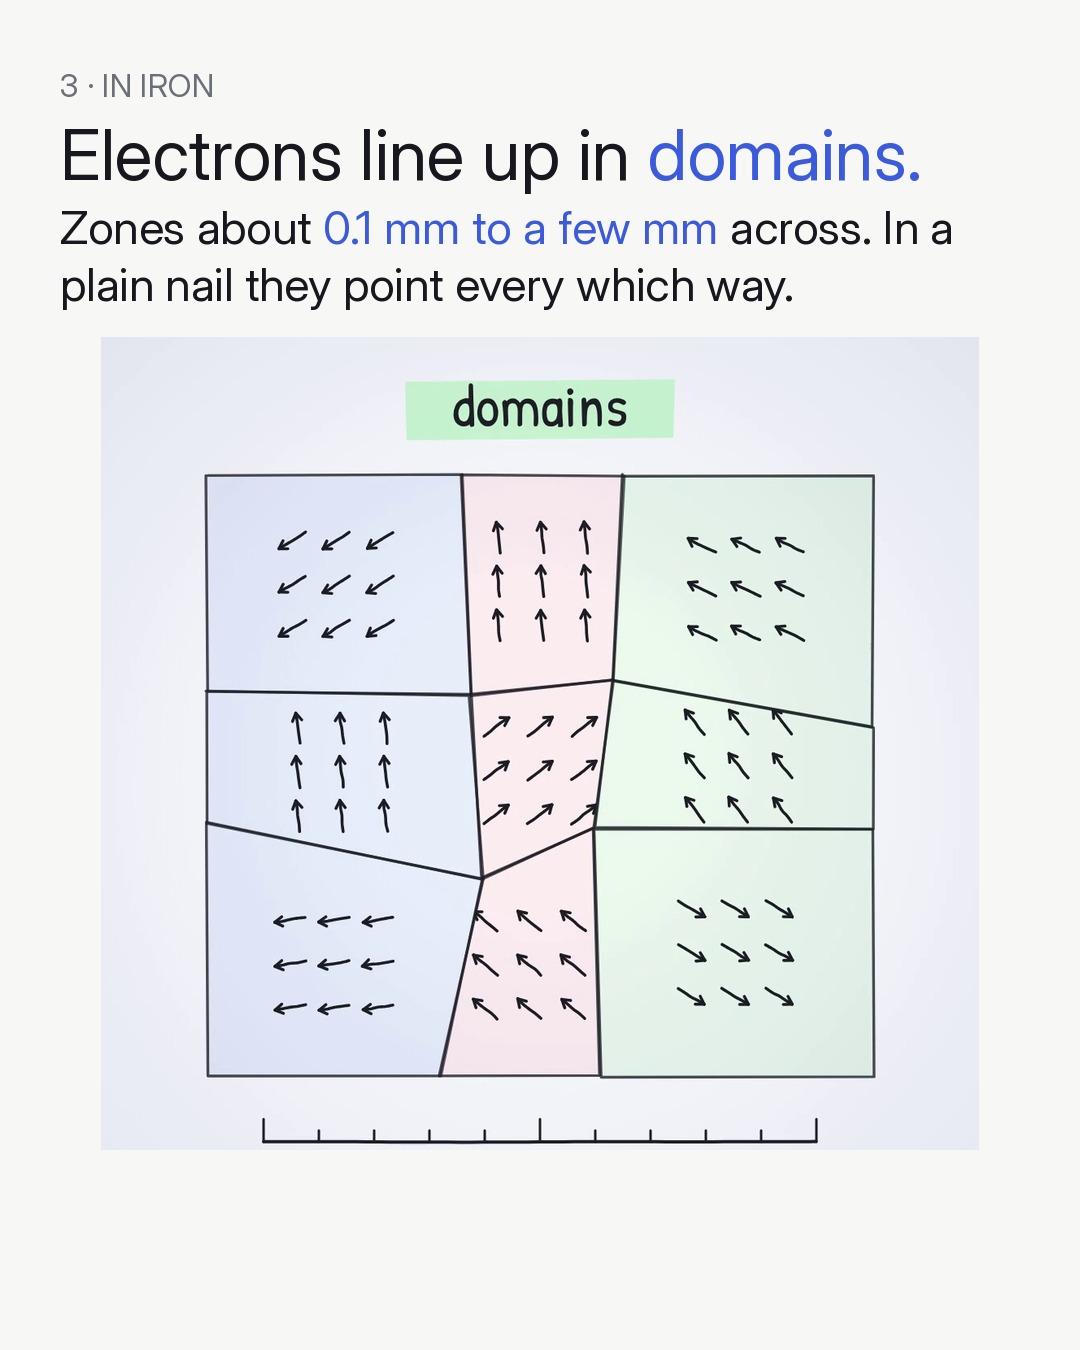 3 · IN IRON
Electrons line up in domains.
Zones about 0.1 mm to a few mm across. In a
plain nail they point every which way.
domains